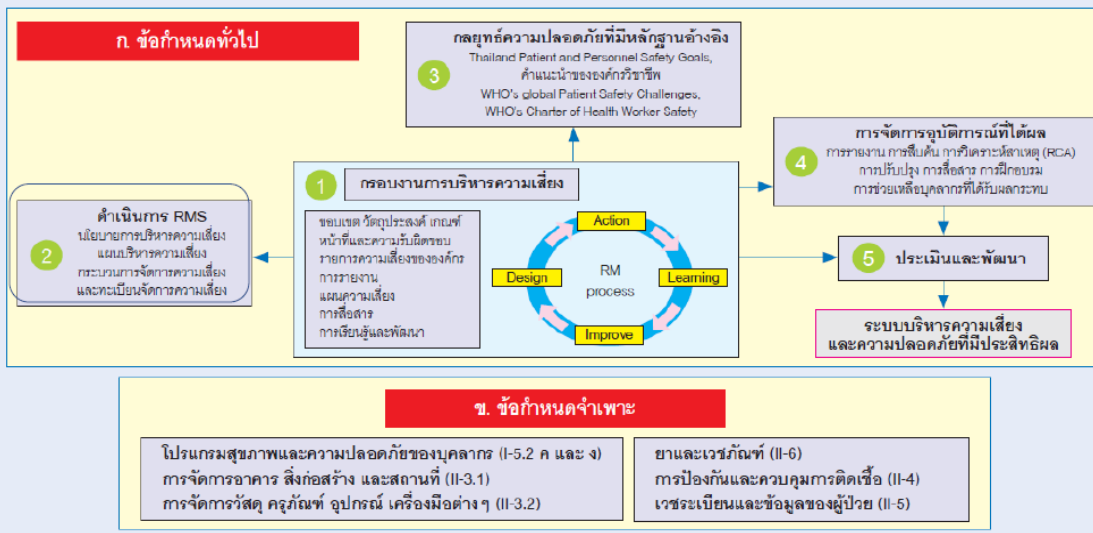 ก. ข้อกำหนดทั่วไป
กลยุทธ์ความปลอดภัยที่มีหลักฐานอ้างอิง
Thailand Patient and Personnel Safety Goals,
3
คำแนะนำขององค์กรวิชาชีพ
WHO's global Patient Safety Challenges,
WHO's Charter of Health Worker Safety
การจัดการอุบัติการณ์ที่ได้ผล
4
การรายงาน การสืบค้น การวิเคราะห์สาเหตุ (RCA)
การปรับปรุง การสื่อสาร การฝึกอบรม
การช่วยเหลือบุคลากรที่ได้รับผลกระทบ
1
กรอบงานการบริหารความเสี่ยง
ขอบเขต วัตถุประสงค์ เกณฑ์
หน้าที่และความรับผิดชอบ
รายการความเสี่ยงขององค์กร
การรายงาน
แผนความเสี่ยง
การสื่อสาร
การเรียนรู้และพัฒนา
Action
Design
RM
process
Learning
Improve
2
ดำเนินการ RMS
นโยบายการบริหารความเสี่ยง
แผนบริหารความเสี่ยง
กระบวนการจัดการความเสี่ยง
และทะเบียนจัดการความเสี่ยง
5 ประเมินและพัฒนา
ระบบบริหารความเสี่ยง
และความปลอดภัยที่มีประสิทธิผล
ข. ข้อกำหนดจำเพาะ
โปรแกรมสุขภาพและความปลอดภัยของบุคลากร (I-5.2 ค และ ง)
การจัดการอาคาร สิ่งก่อสร้าง และสถานที่ (II-3.1)
การจัดการวัสดุ ครุภัณฑ์ อุปกรณ์ เครื่องมือต่าง ๆ (II-3.2)
ยาและเวชภัณฑ์ (II-6)
การป้องกันและควบคุมการติดเชื้อ (II-4)
เวชระเบียนและข้อมูลของผู้ป่วย (II-5)